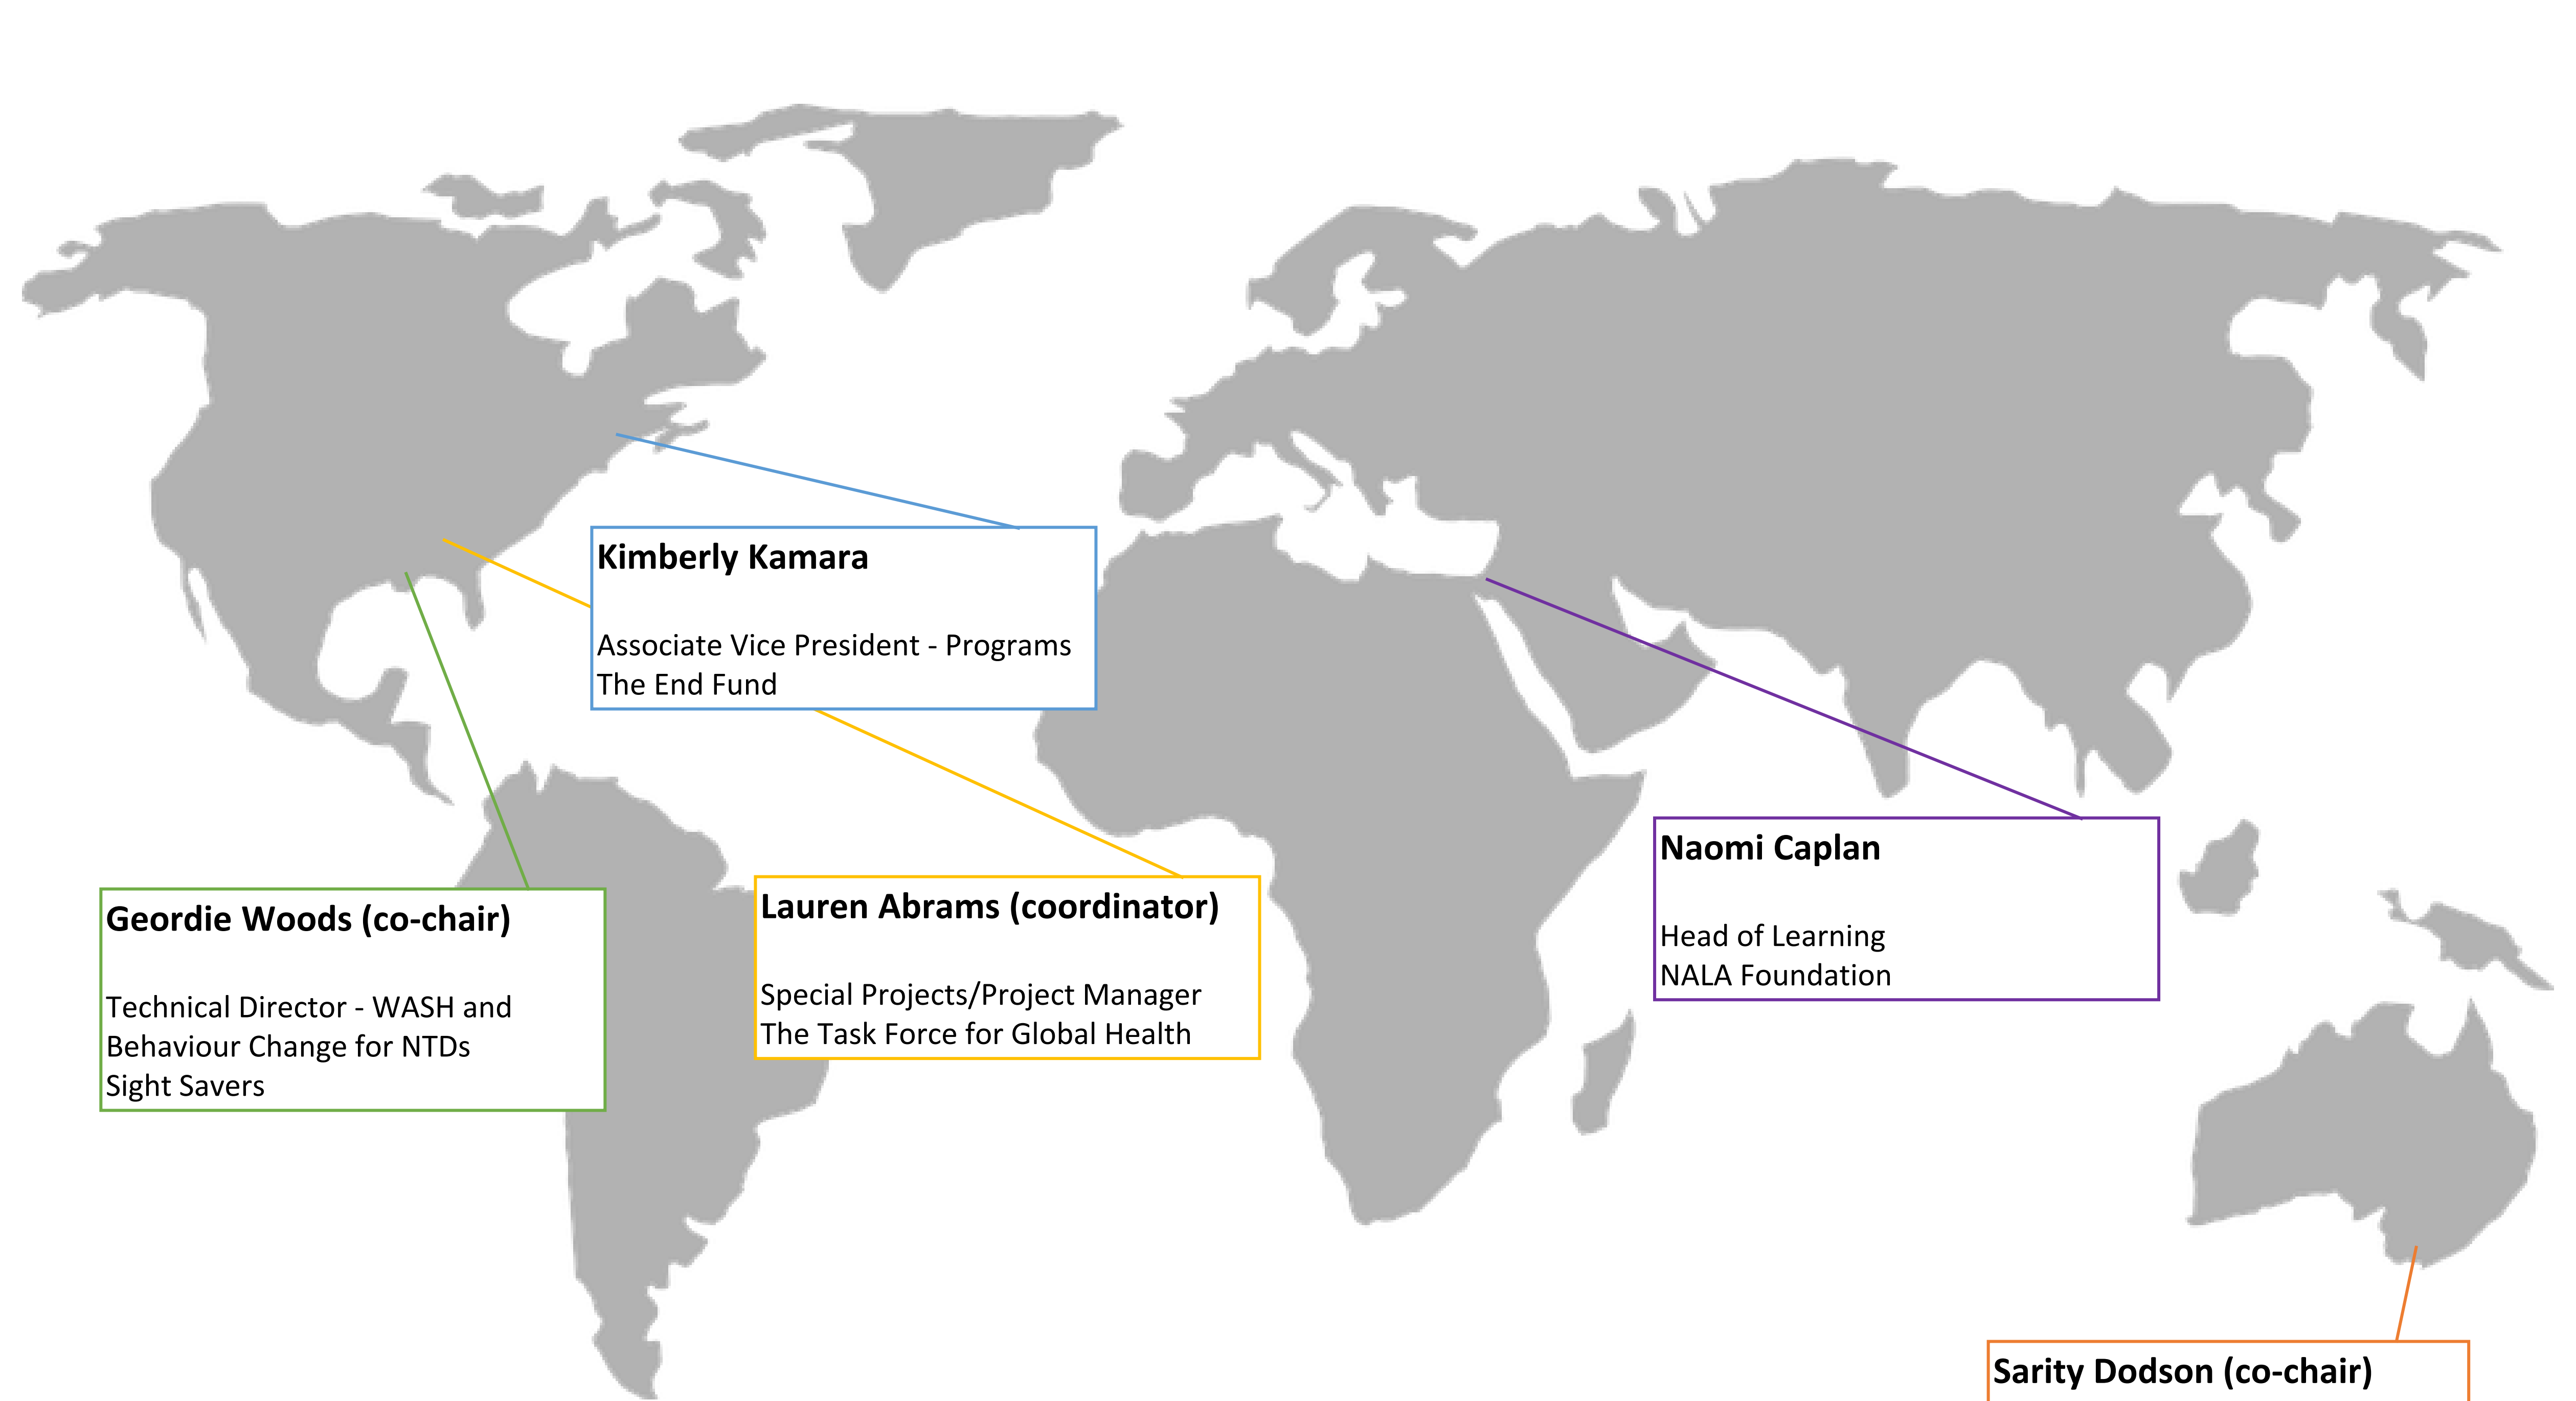 Kimberly Kamara
Associate Vice President - Programs
The End Fund
Naomi Caplan
Head of Learning
NALA Foundation
Geordie Woods (co-chair)
Technical Director - WASH and
Behaviour Change for NTDs
Sight Savers
Lauren Abrams (coordinator)
Special Projects/Project Manager
The Task Force for Global Health
Sarity Dodson (co-chair)